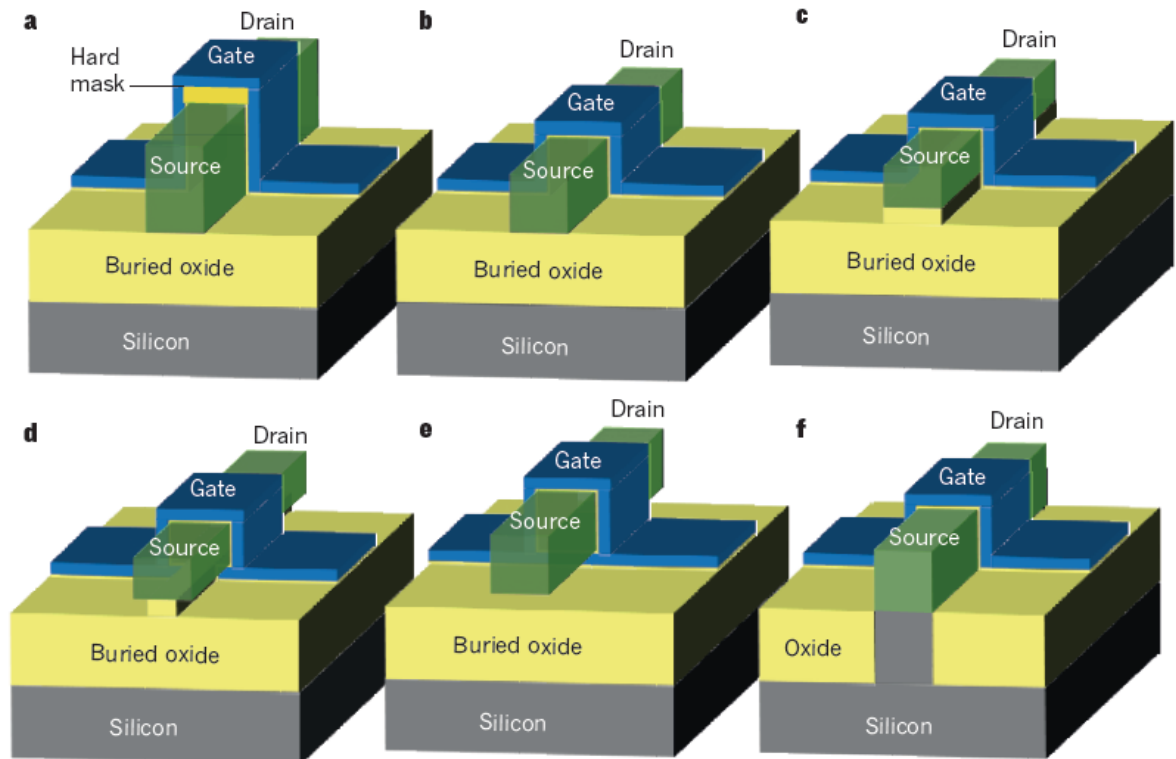 a
Drain
Hard
mask
Gate
Source
Buried oxide
Silicon
b
Drain
Gate
Source
Buried oxide
Silicon
c
Drain
Gate
Source
Buried oxide
d
Drain
Gate
Source
Buried oxide
Silicon
e
Drain
Gate
Source
Buried oxide
Silicon
f
Drain
Gate
Source
Oxide
Silicon